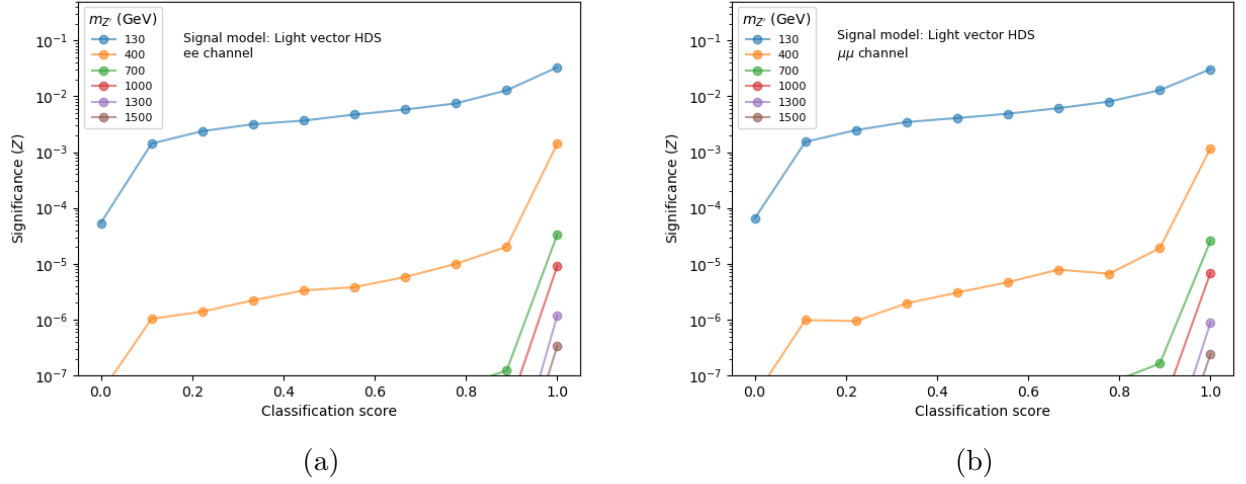 m_Z' (GeV)
130
400
700
1000
1300
1500
Signal model: Light vector HDS
ee channel
10^-1
10^-2
10^-3
10^-4
10^-5
10^-6
10^-7
Significance (Z)
0.0 0.2 0.4 0.6 0.8 1.0
Classification score
(a)
m_Z' (GeV)
130
400
700
1000
1300
1500
Signal model: Light vector HDS
μμ channel
10^-1
10^-2
10^-3
10^-4
10^-5
10^-6
10^-7
Significance (Z)
0.0 0.2 0.4 0.6 0.8 1.0
Classification score
(b)